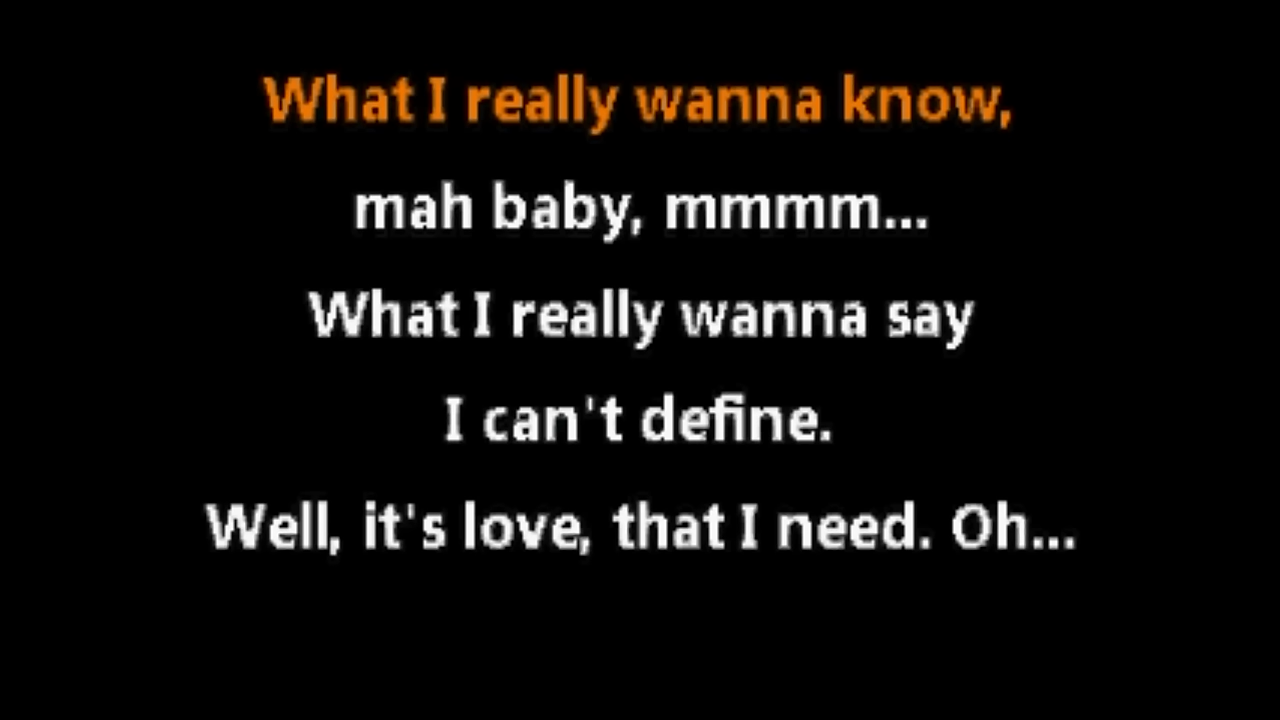 What I really wanna know,
mah baby, mmmm...
What I really wanna say
I can't define.
Well, it's love, that I need. Oh...